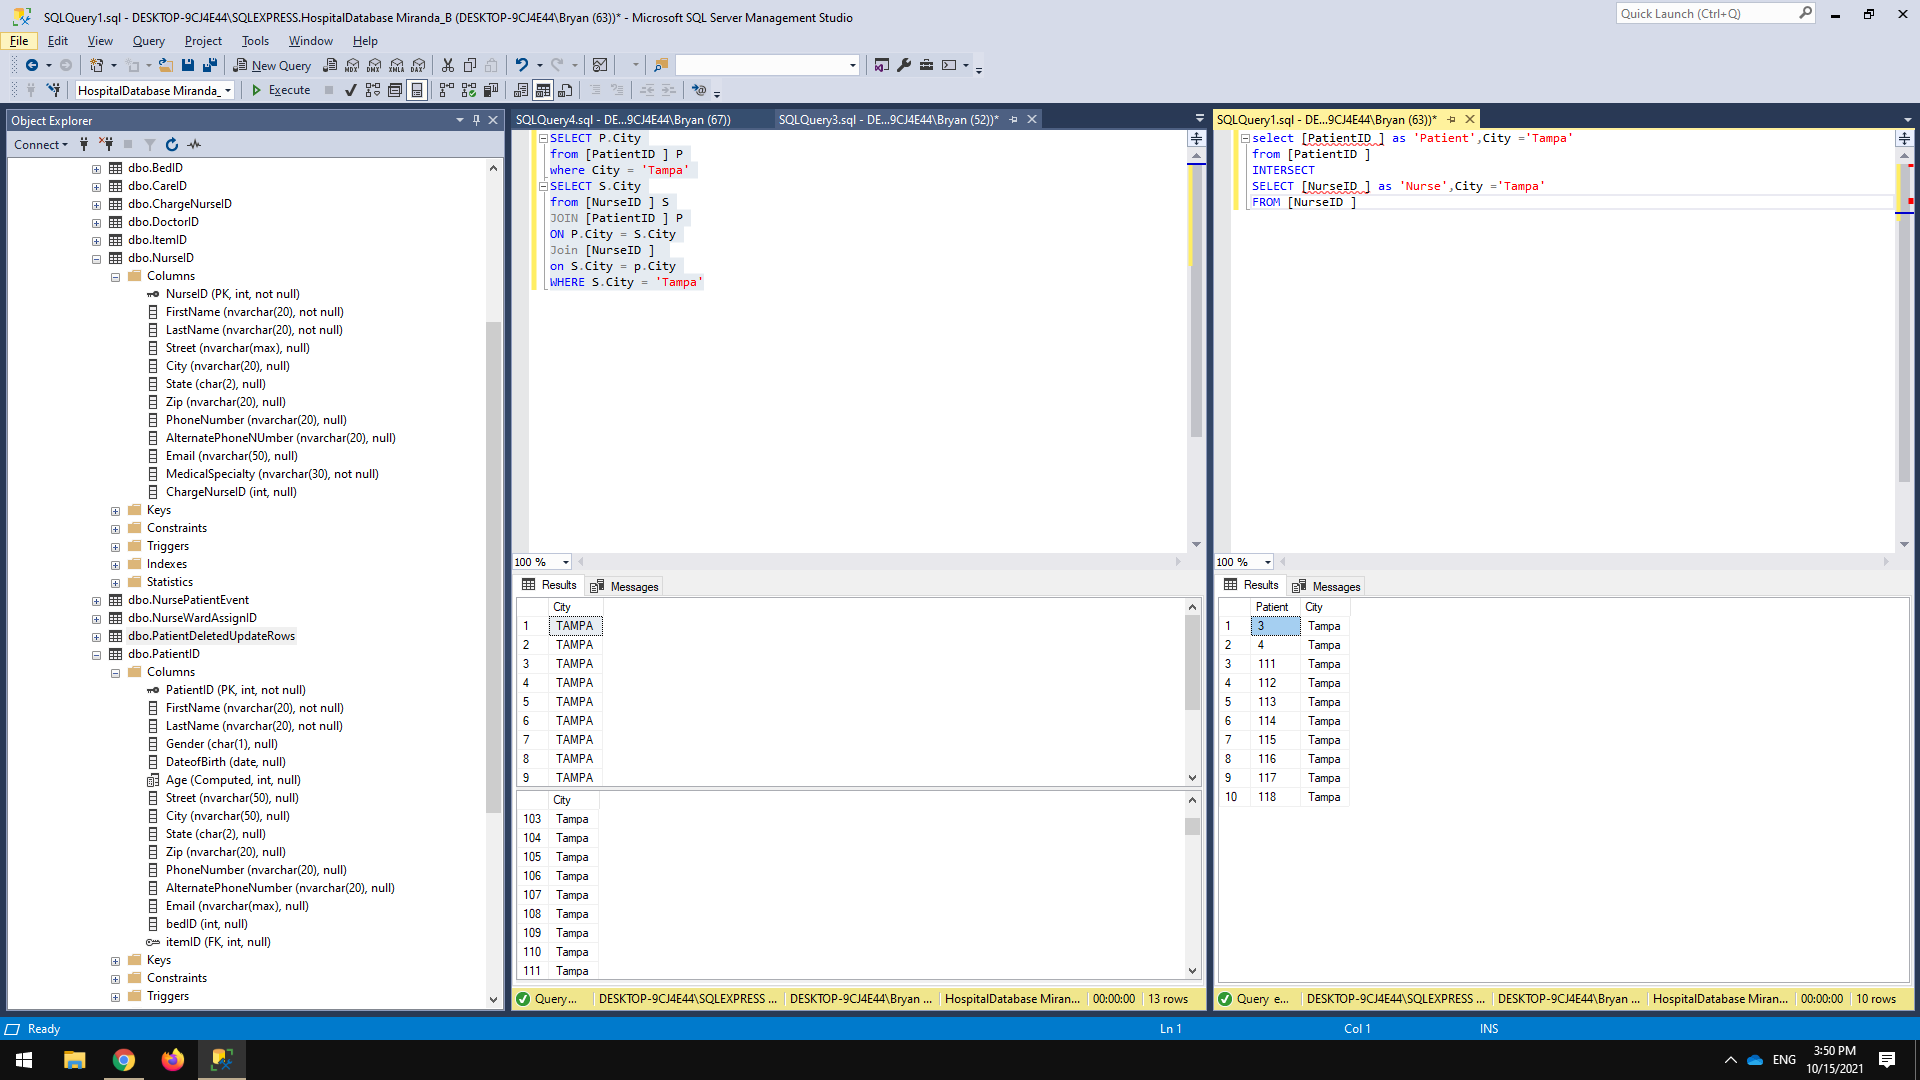 SQLQuery1.sql - DESKTOP-9CJ4E44\SQLEXPRESS.HospitalDatabase Miranda_B (DESKTOP-9CJ4E44\Bryan (63))* - Microsoft SQL Server Management Studio
Quick Launch (Ctrl+Q)
File Edit View Query Project Tools Window Help
New Query
MDX DMX XMLA DAX
HospitalDatabase Miranda_
Execute
Object Explorer
Connect
dbo.BedID
dbo.CareID
dbo.ChargeNurseID
dbo.DoctorID
dbo.ItemID
dbo.NurseID
Columns
NurseID (PK, int, not null)
FirstName (nvarchar(20), not null)
LastName (nvarchar(20), not null)
Street (nvarchar(max), null)
City (nvarchar(20), null)
State (char(2), null)
Zip (nvarchar(20), null)
PhoneNumber (nvarchar(20), null)
AlternatePhoneNUmber (nvarchar(20), null)
Email (nvarchar(50), null)
MedicalSpecialty (nvarchar(30), not null)
ChargeNurseID (int, null)
Keys
Constraints
Triggers
Indexes
Statistics
dbo.NursePatientEvent
dbo.NurseWardAssignID
dbo.PatientDeletedUpdateRows
dbo.PatientID
Columns
PatientID (PK, int, not null)
FirstName (nvarchar(20), not null)
LastName (nvarchar(20), not null)
Gender (char(1), null)
DateofBirth (date, null)
Age (Computed, int, null)
Street (nvarchar(50), null)
City (nvarchar(50), null)
State (char(2), null)
Zip (nvarchar(20), null)
PhoneNumber (nvarchar(20), null)
AlternatePhoneNumber (nvarchar(20), null)
Email (nvarchar(max), null)
bedID (int, null)
itemID (FK, int, null)
Keys
Constraints
Triggers
SQLQuery4.sql - DE...9CJ4E44\Bryan (67))
SQLQuery3.sql - DE...9CJ4E44\Bryan (52))*
SELECT P.City
from [PatientID ] P
where City = 'Tampa'
SELECT S.City
from [NurseID ] S
JOIN [PatientID ] P
ON P.City = S.City
Join [NurseID ]
on S.City = p.City
WHERE S.City = 'Tampa'
100 %
Results Messages
City
1 TAMPA
2 TAMPA
3 TAMPA
4 TAMPA
5 TAMPA
6 TAMPA
7 TAMPA
8 TAMPA
9 TAMPA
City
103 Tampa
104 Tampa
105 Tampa
106 Tampa
107 Tampa
108 Tampa
109 Tampa
110 Tampa
111 Tampa
Query... DESKTOP-9CJ4E44\SQLEXPRESS ... DESKTOP-9CJ4E44\Bryan ... HospitalDatabase Miran... 00:00:00 13 rows
SQLQuery1.sql - DE...9CJ4E44\Bryan (63))*
select [PatientID ] as 'Patient',City ='Tampa'
from [PatientID ]
INTERSECT
SELECT [NurseID ] as 'Nurse',City ='Tampa'
FROM [NurseID ]
100 %
Results Messages
Patient City
1 3 Tampa
2 4 Tampa
3 111 Tampa
4 112 Tampa
5 113 Tampa
6 114 Tampa
7 115 Tampa
8 116 Tampa
9 117 Tampa
10 118 Tampa
Query e... DESKTOP-9CJ4E44\SQLEXPRESS ... DESKTOP-9CJ4E44\Bryan ... HospitalDatabase Miran... 00:00:00 10 rows
Ready
Ln 1 Col 1 INS
ENG
3:50 PM
10/15/2021